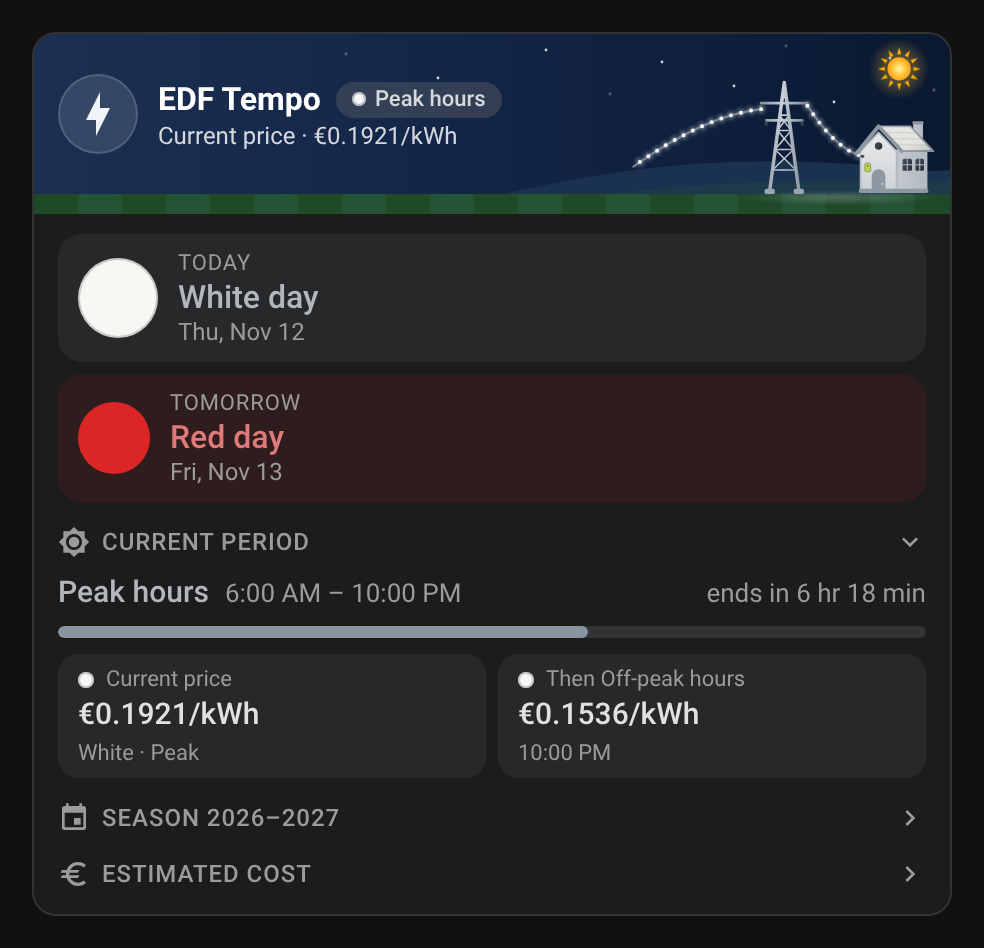 EDF Tempo
Peak hours
Current price · €0.1921/kWh
TODAY
White day
Thu, Nov 12
TOMORROW
Red day
Fri, Nov 13
CURRENT PERIOD
Peak hours 6:00 AM – 10:00 PM
ends in 6 hr 18 min
Current price
€0.1921/kWh
White · Peak
Then Off-peak hours
€0.1536/kWh
10:00 PM
SEASON 2026–2027
ESTIMATED COST